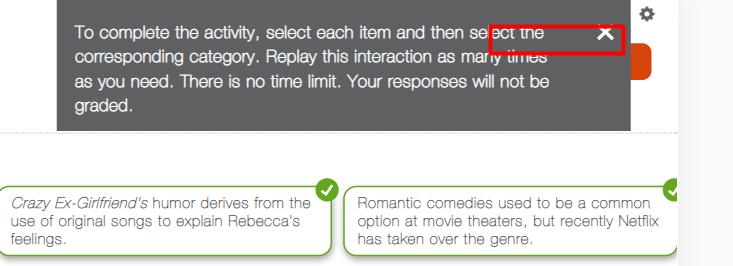 To complete the activity, select each item and then select the
corresponding category. Replay this interaction as many times
as you need. There is no time limit. Your responses will not be
graded.
Crazy Ex-Girlfriend's humor derives from the
use of original songs to explain Rebecca's
feelings.
Romantic comedies used to be a common
option at movie theaters, but recently Netflix
has taken over the genre.